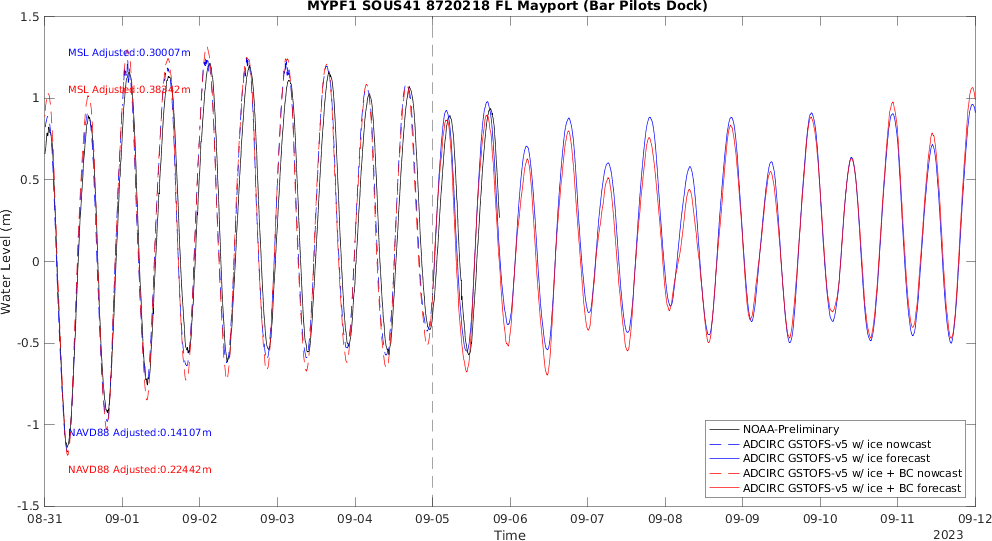 MYPF1 SOUS41 8720218 FL Mayport (Bar Pilots Dock)
1.5
1
0.5
0
-0.5
-1
-1.5
Water Level (m)
MSL Adjusted:0.30007m
MSL Adjusted:0.38342m
NAVD88 Adjusted:0.14107m
NAVD88 Adjusted:0.22442m
NOAA-Preliminary
ADCIRC GSTOFS-v5 w/ ice nowcast
ADCIRC GSTOFS-v5 w/ ice forecast
ADCIRC GSTOFS-v5 w/ ice + BC nowcast
ADCIRC GSTOFS-v5 w/ ice + BC forecast
08-31 09-01 09-02 09-03 09-04 09-05 09-06 09-07 09-08 09-09 09-10 09-11 09-12
Time
2023